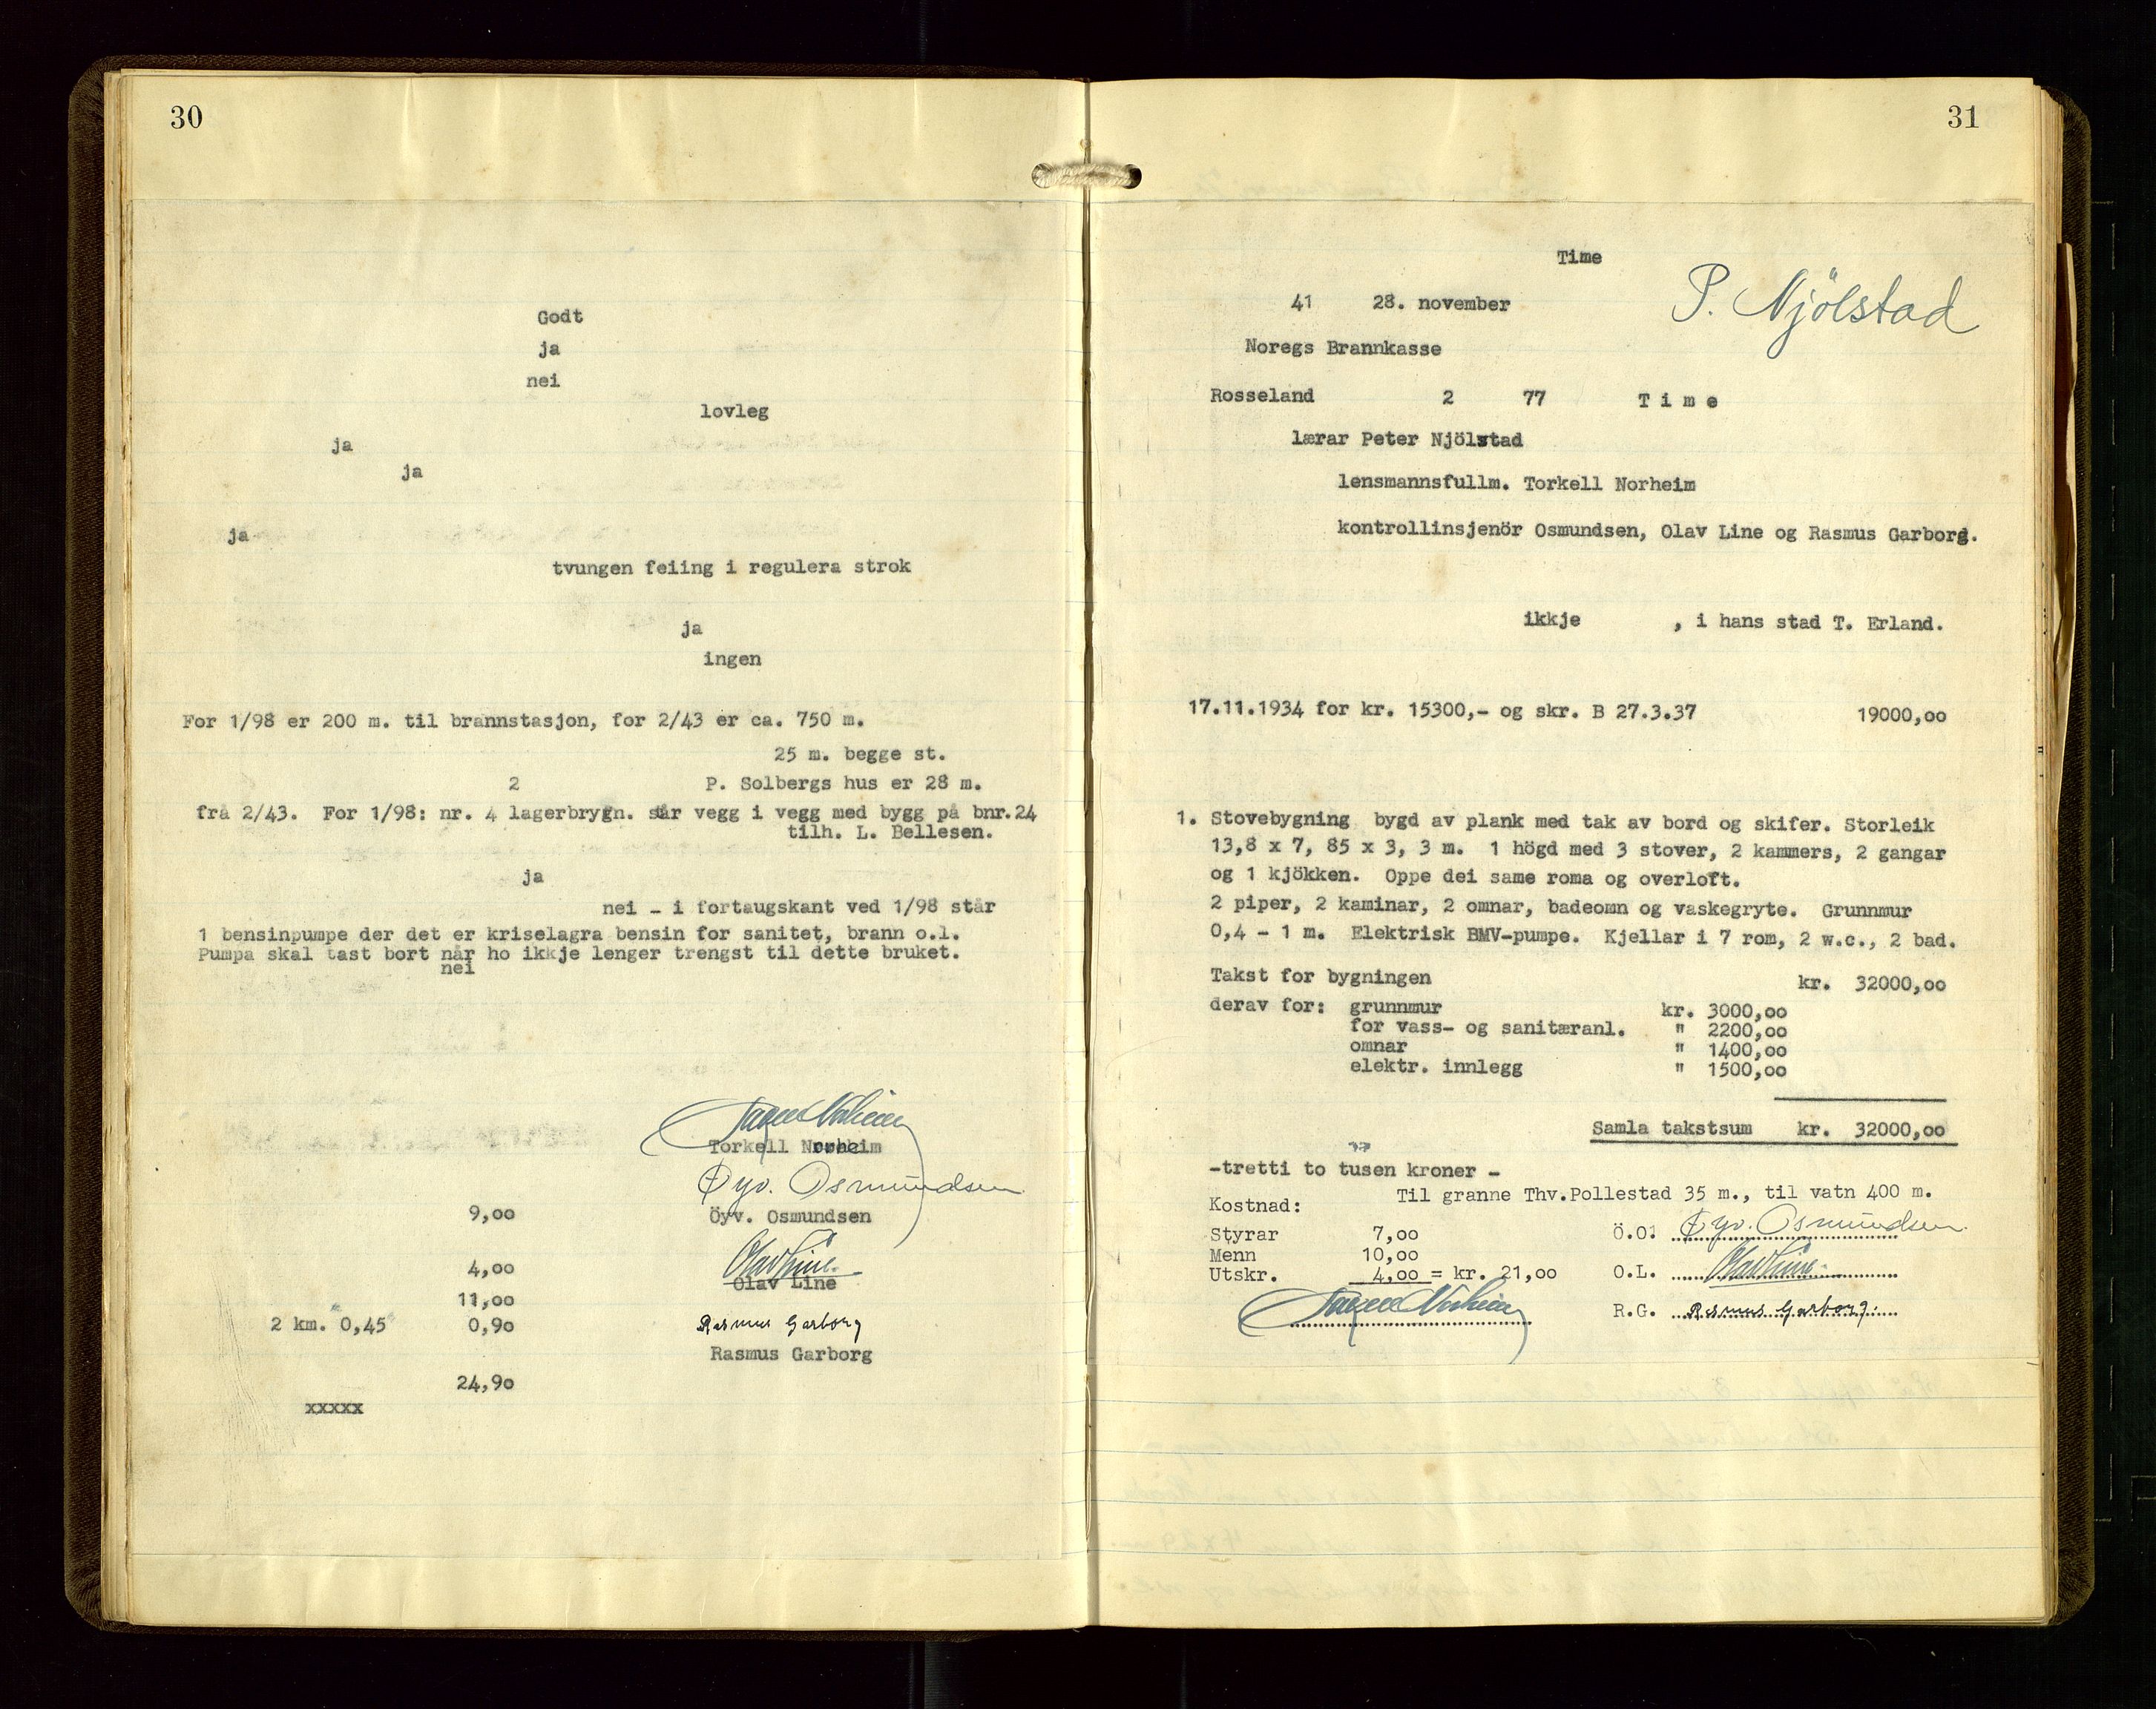 30
Godt
ja
nei
lovleg
ja
ja
ja
tvungen feiing i regulera strok
ja
ingen
For 1/98 er 200 m. til brannstasjon, for 2/43 er ca. 750 m.
25 m. begge st.
2 P. Solbergs hus er 28 m.
frå 2/43. For 1/98: nr. 4 lagerbrygn. står vegg i vegg med bygg på bnr.24
tilh. L. Bellesen.
ja
nei - i fortaugskant ved 1/98 står
1 bensinpumpe der det er kriselagra bensin for sanitet, brann o.l.
Pumpa skal tast bort når ho ikkje lenger trengst til dette bruket.
nei
Torkell Norheim
Torkell Norheim
Øyv. Osmundsen
9,00 Öyv. Osmundsen
Olav Line
4,00 Olav Line
11,00
2 km. 0,45 0,90 Rasmus Garborg
Rasmus Garborg
24,90
xxxxx
31
Time
P. Njölstad
41 28. november
Noregs Brannkasse
Rosseland 2 77 T i m e
lærar Peter Njölstad
lensmannsfullm. Torkell Norheim
kontrollinsjenör Osmundsen, Olav Line og Rasmus Garborg.
ikkje , i hans stad T. Erland.
17.11.1934 for kr. 15300,- og skr. B 27.3.37 19000,00
1. Stovebygning bygd av plank med tak av bord og skifer. Storleik
13,8 x 7, 85 x 3, 3 m. 1 högd med 3 stover, 2 kammers, 2 gangar
og 1 kjökken. Oppe dei same roma og overloft.
2 piper, 2 kaminar, 2 omnar, badeomn og vaskegryte. Grunnmur
0,4 - 1 m. Elektrisk BMV-pumpe. Kjellar i 7 rom, 2 w.c., 2 bad.
Takst for bygningen kr. 32000,00
derav for: grunnmur kr. 3000,00
for vass- og sanitæranl. " 2200,00
omnar " 1400,00
elektr. innlegg " 1500,00
Samla takstsum kr. 32000,00
-tretti to tusen kroner -
Til granne Thv.Pollestad 35 m., til vatn 400 m.
Kostnad:
Styrar 7,00 Ö.O: Øyv. Osmundsen
Menn 10,00
Utskr. 4,00 = kr. 21,00 O.L. Olav Line
Torkell Norheim R.G. Rasmus Garborg.